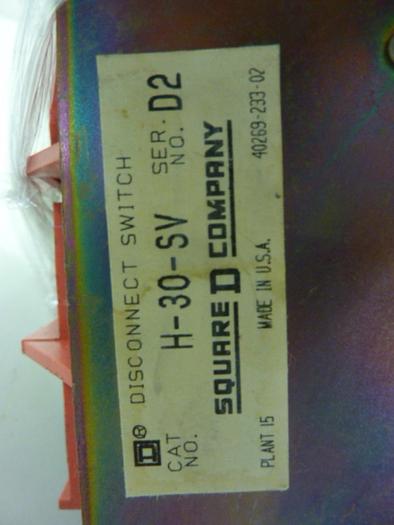 D® DISCONNECT SWITCH
CAT NO. H-30-SV SER. NO. D2
SQUARE D COMPANY
PLANT 15 MADE IN U.S.A. 40269-233-02